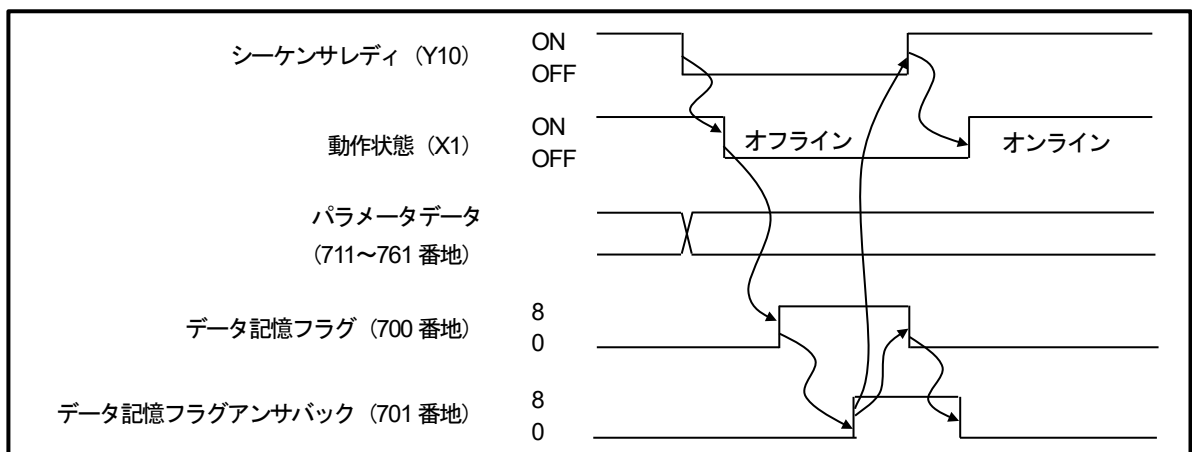 シーケンサレディ（Y10） ON
OFF
動作状態（X1） ON
OFF
オフライン オンライン
パラメータデータ
（711～761 番地）
データ記憶フラグ（700 番地） 8
0
データ記憶フラグアンサバック（701 番地） 8
0